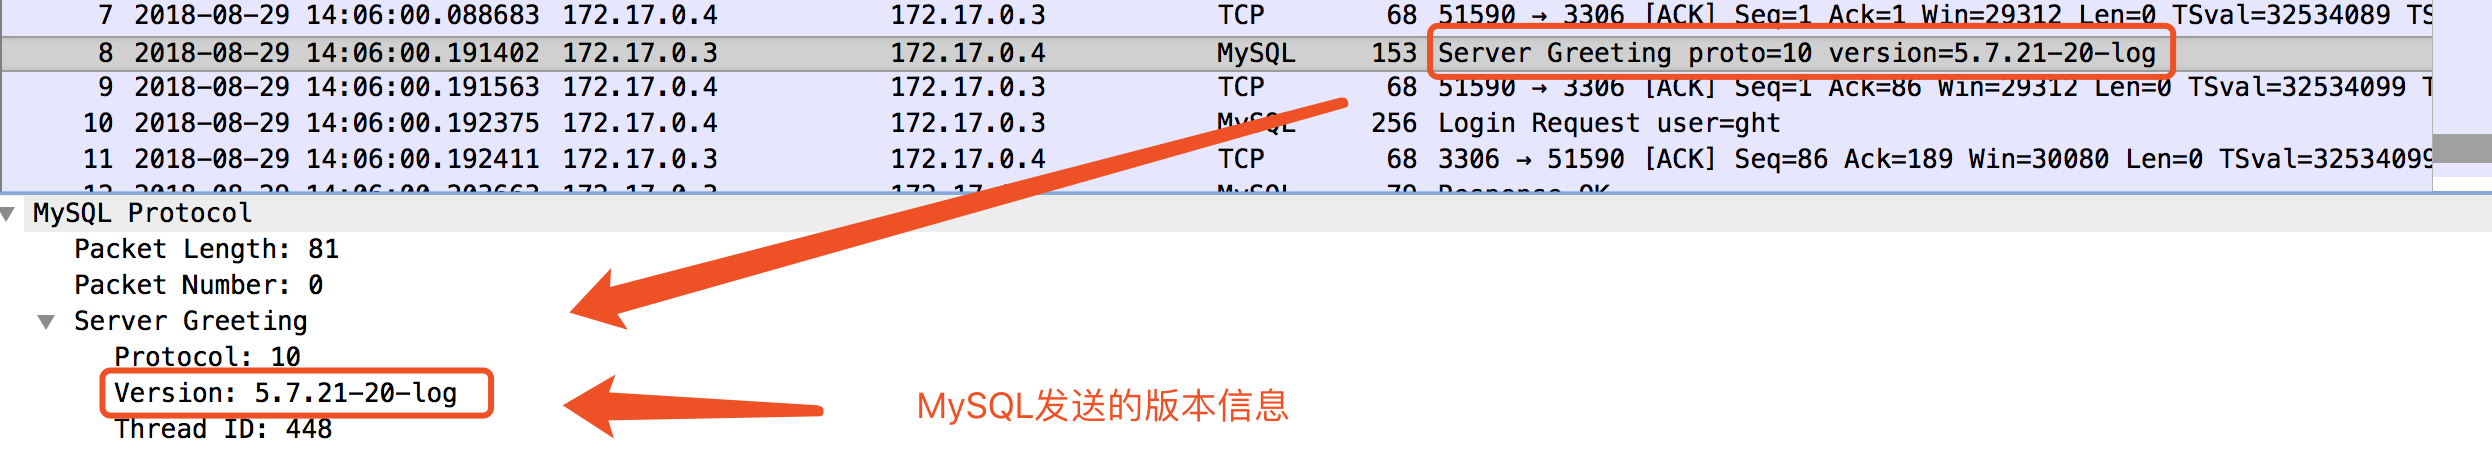 7 2018-08-29 14:06:00.088683 172.17.0.4 172.17.0.3 TCP 68 51590 → 3306 [ACK] Seq=1 Ack=1 Win=29312 Len=0 TSval=32534089 TS
8 2018-08-29 14:06:00.191402 172.17.0.3 172.17.0.4 MySQL 153 Server Greeting proto=10 version=5.7.21-20-log
9 2018-08-29 14:06:00.191563 172.17.0.4 172.17.0.3 TCP 68 51590 → 3306 [ACK] Seq=1 Ack=86 Win=29312 Len=0 TSval=32534099 T
10 2018-08-29 14:06:00.192375 172.17.0.4 172.17.0.3 MySQL 256 Login Request user=ght
11 2018-08-29 14:06:00.192411 172.17.0.3 172.17.0.4 TCP 68 3306 → 51590 [ACK] Seq=86 Ack=189 Win=30080 Len=0 TSval=32534099
MySQL Protocol
Packet Length: 81
Packet Number: 0
Server Greeting
Protocol: 10
Version: 5.7.21-20-log
MySQL发送的版本信息
Thread ID: 448